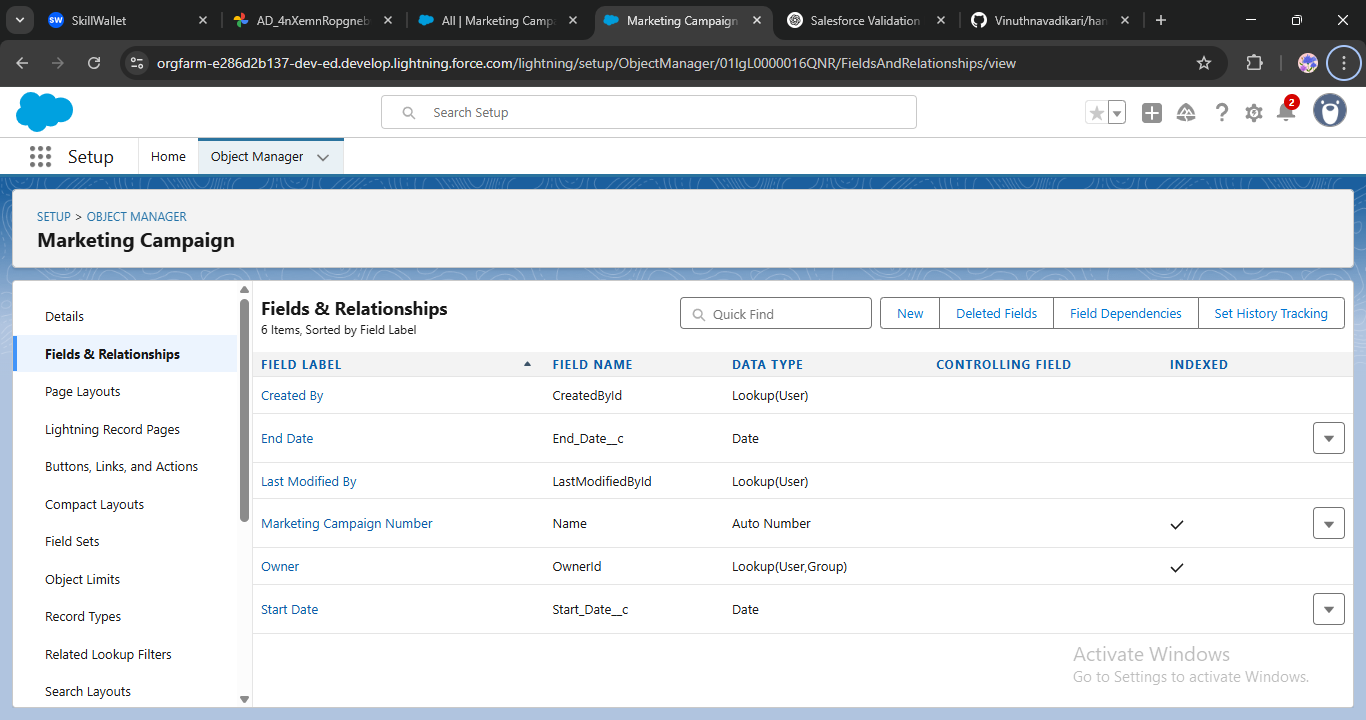 SW SkillWallet
AD_4nXemnRopgneb
All | Marketing Camp
Marketing Campaign
Salesforce Validation
Vinuthnavadikari/han
orgfarm-e286d2b137-dev-ed.develop.lightning.force.com/lightning/setup/ObjectManager/01IgL0000016QNR/FieldsAndRelationships/view
Search Setup
2
Setup
Home
Object Manager
SETUP > OBJECT MANAGER
Marketing Campaign
Details
Fields & Relationships
Page Layouts
Lightning Record Pages
Buttons, Links, and Actions
Compact Layouts
Field Sets
Object Limits
Record Types
Related Lookup Filters
Search Layouts
Fields & Relationships
6 Items, Sorted by Field Label
Quick Find
New
Deleted Fields
Field Dependencies
Set History Tracking
FIELD LABEL FIELD NAME DATA TYPE CONTROLLING FIELD INDEXED
Created By CreatedById Lookup(User)
End Date End_Date__c Date
Last Modified By LastModifiedById Lookup(User)
Marketing Campaign Number Name Auto Number
Owner OwnerId Lookup(User,Group)
Start Date Start_Date__c Date
Activate Windows
Go to Settings to activate Windows.